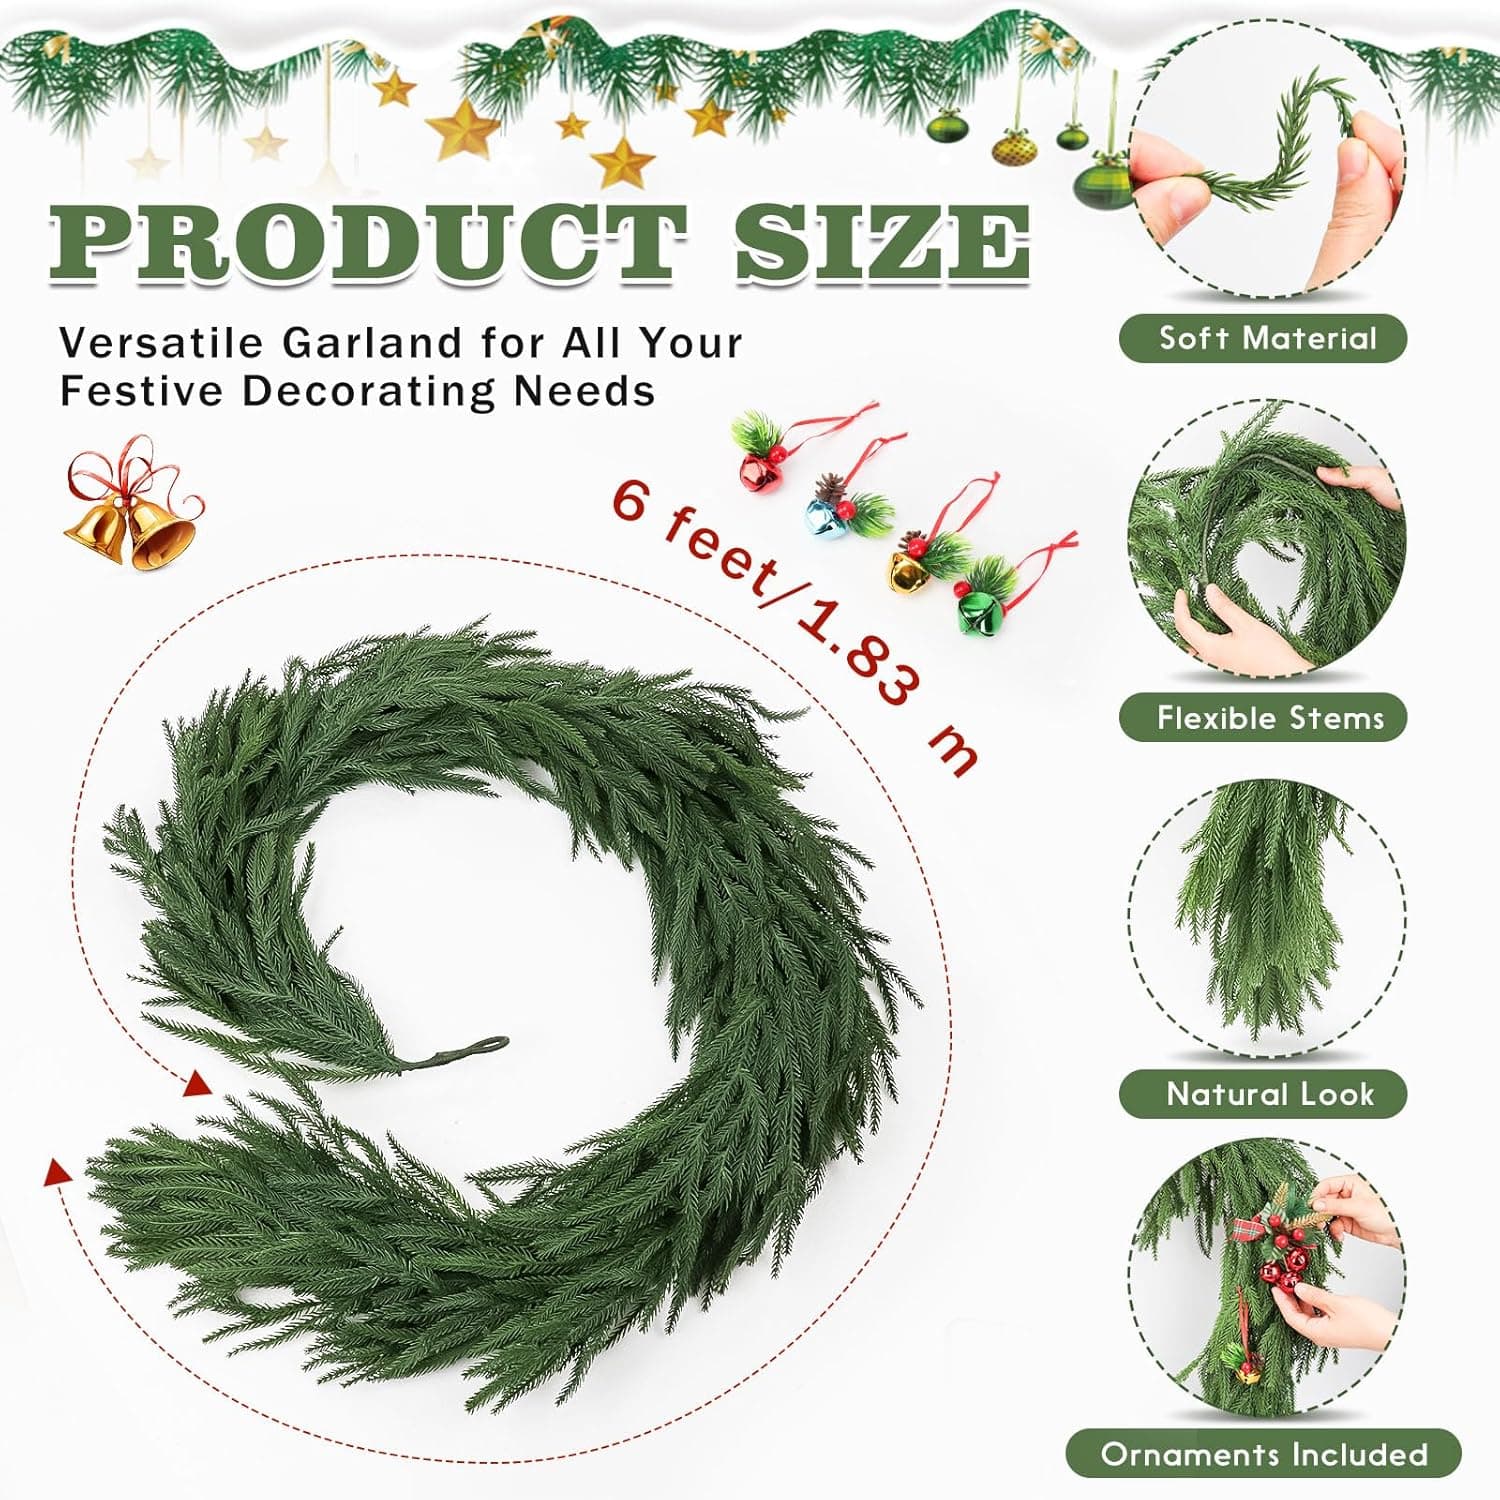 PRODUCT SIZE
Versatile Garland for All Your
Festive Decorating Needs
6 feet/1.83 m
Soft Material
Flexible Stems
Natural Look
Ornaments Included